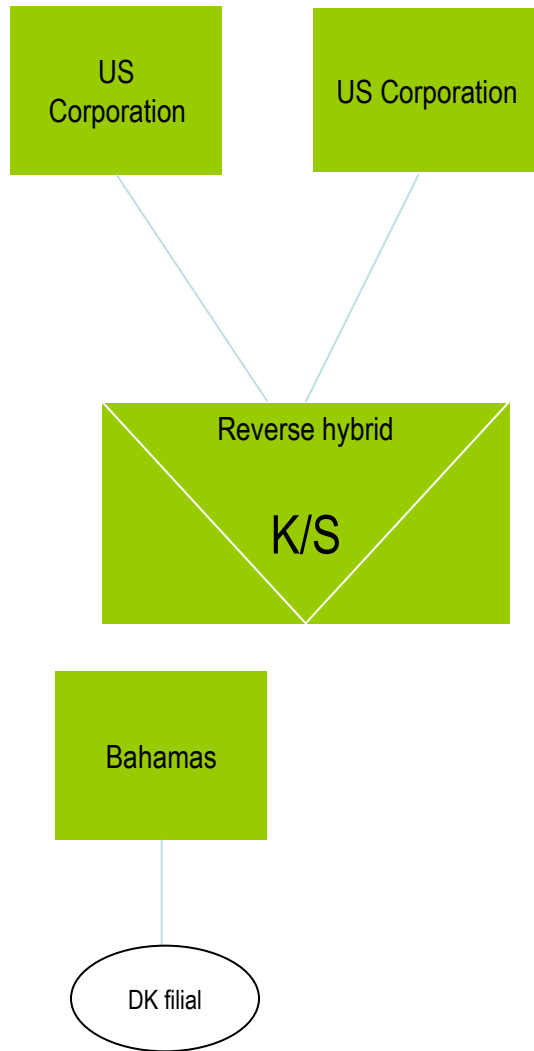 US
Corporation
US Corporation
Reverse hybrid
K/S
Bahamas
DK filial